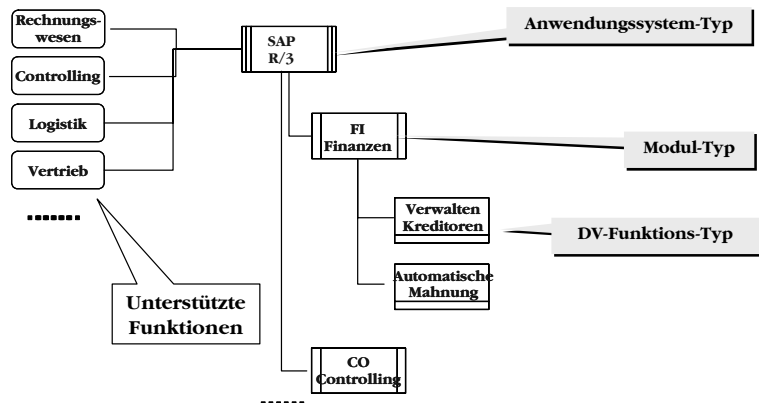 Rechnungs-
wesen
Controlling
Logistik
Vertrieb
Unterstützte
Funktionen
SAP
R/3
Anwendungssystem-Typ
FI
Finanzen
Modul-Typ
Verwalten
Kreditoren
DV-Funktions-Typ
Automatische
Mahnung
CO
Controlling